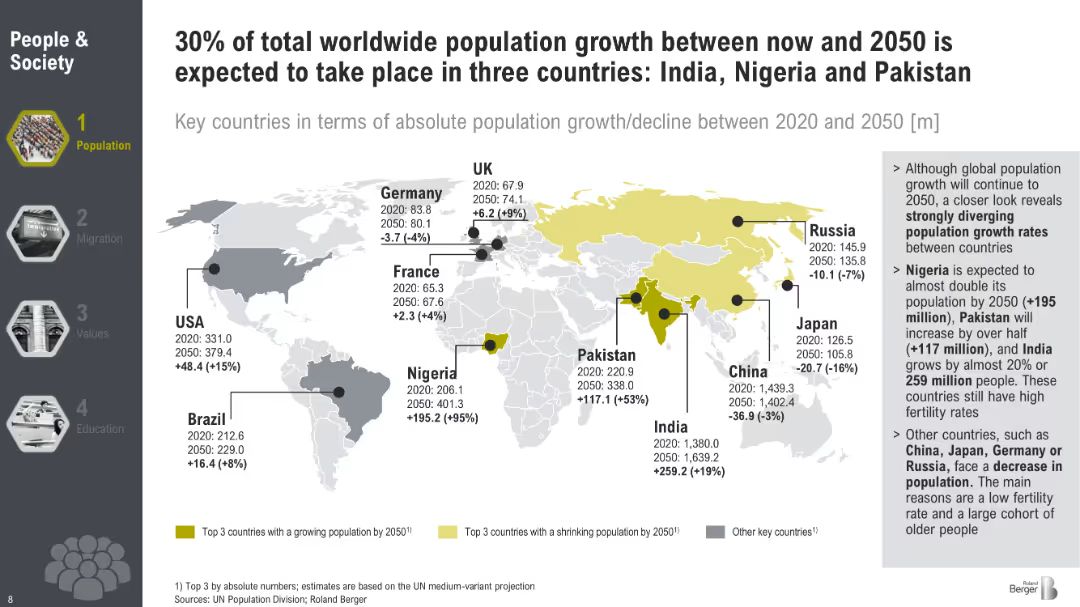 People &
Society
1
Population
2
Migration
3
Values
4
Education
8
30% of total worldwide population growth between now and 2050 is
expected to take place in three countries: India, Nigeria and Pakistan
Key countries in terms of absolute population growth/decline between 2020 and 2050 [m]
UK
2020: 67.9
2050: 74.1
+6.2 (+9%)
Germany
2020: 83.8
2050: 80.1
-3.7 (-4%)
France
2020: 65.3
2050: 67.6
+2.3 (+4%)
Russia
2020: 145.9
2050: 135.8
-10.1 (-7%)
USA
2020: 331.0
2050: 379.4
+48.4 (+15%)
Japan
2020: 126.5
2050: 105.8
-20.7 (-16%)
Pakistan
2020: 220.9
2050: 338.0
+117.1 (+53%)
Nigeria
2020: 206.1
2050: 401.3
+195.2 (+95%)
China
2020: 1,439.3
2050: 1,402.4
-36.9 (-3%)
Brazil
2020: 212.6
2050: 229.0
+16.4 (+8%)
India
2020: 1,380.0
2050: 1,639.2
+259.2 (+19%)
Top 3 countries with a growing population by 2050¹⁾
Top 3 countries with a shrinking population by 2050¹⁾
Other key countries¹⁾
> Although global population
growth will continue to
2050, a closer look reveals
strongly diverging
population growth rates
between countries
> Nigeria is expected to
almost double its
population by 2050 (+195
million), Pakistan will
increase by over half
(+117 million), and India
grows by almost 20% or
259 million people. These
countries still have high
fertility rates
> Other countries, such as
China, Japan, Germany or
Russia, face a decrease in
population. The main
reasons are a low fertility
rate and a large cohort of
older people
1) Top 3 by absolute numbers; estimates are based on the UN medium-variant projection
Sources: UN Population Division; Roland Berger
Roland
Berger